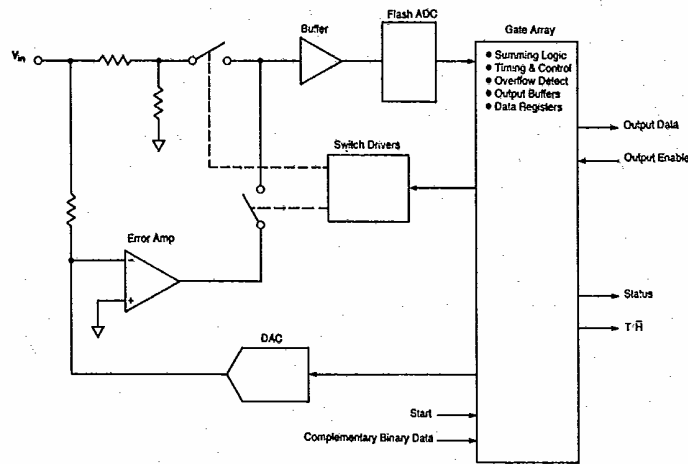 Buffer
Flash ADC
Gate Array
Vin
● Summing Logic
● Timing & Control
● Overflow Detect
● Output Buffers
● Data Registers
Output Data
Output Enable
Switch Drivers
Error Amp
−
+
Status
T/H̅
DAC
Start
Complementary Binary Data